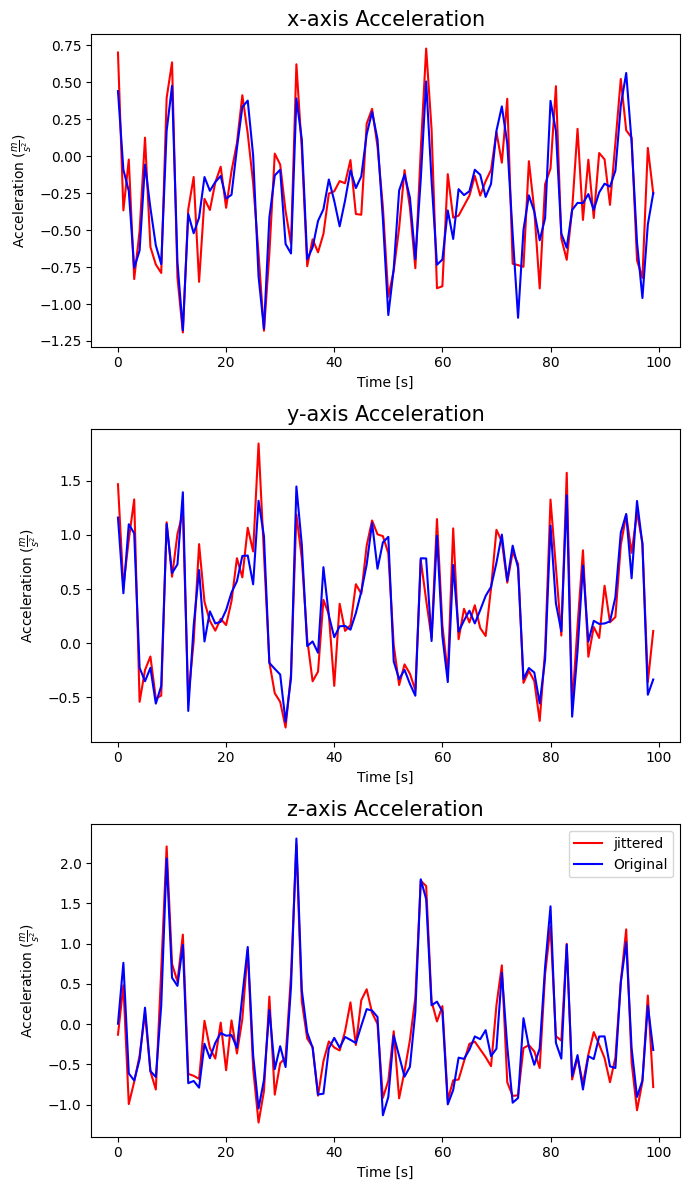 x-axis Acceleration
0.75
0.50
0.25
0.00
−0.25
−0.50
−0.75
−1.00
−1.25
Acceleration (m/s²)
0 20 40 60 80 100
Time [s]
y-axis Acceleration
1.5
1.0
0.5
0.0
−0.5
Acceleration (m/s²)
0 20 40 60 80 100
Time [s]
z-axis Acceleration
jittered
Original
2.0
1.5
1.0
0.5
0.0
−0.5
−1.0
Acceleration (m/s²)
0 20 40 60 80 100
Time [s]